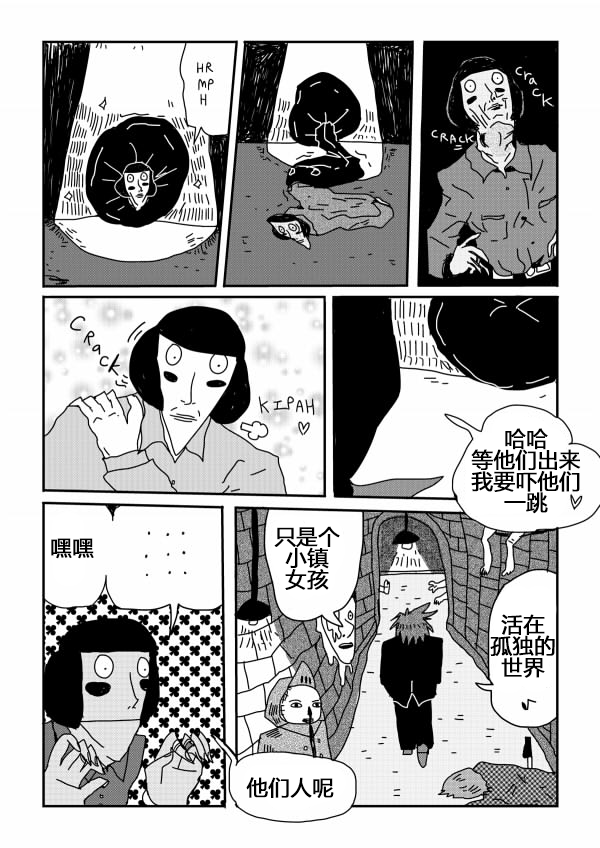 HR
MP
H
crack
CRACK
Crack
KIPAH
哈哈
等他们出来
我要吓他们
一跳
嘿嘿
只是个
小镇
女孩
活在
孤独的
世界
他们人呢